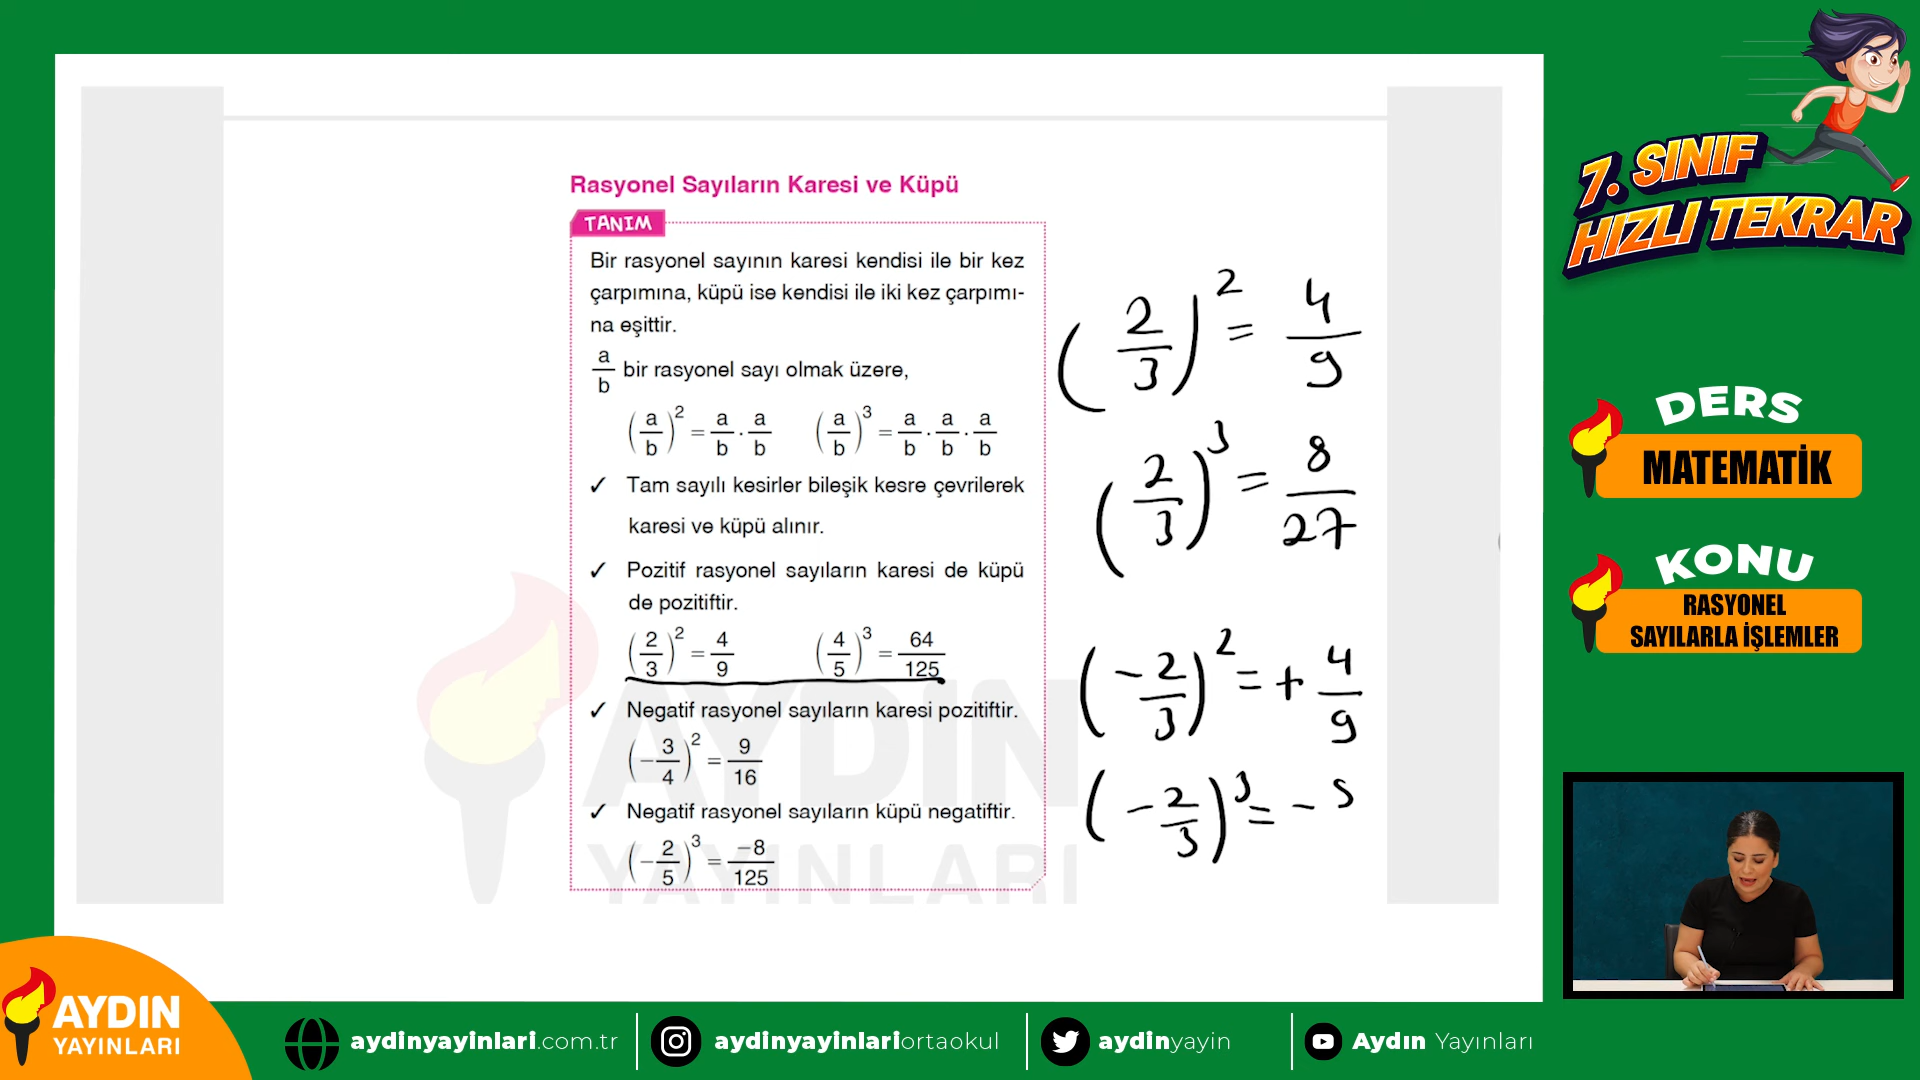 Rasyonel Sayıların Karesi ve Küpü
TANIM
Bir rasyonel sayının karesi kendisi ile bir kez
çarpımına, küpü ise kendisi ile iki kez çarpımı-
na eşittir.
a/b bir rasyonel sayı olmak üzere,
(a/b)² = a/b · a/b (a/b)³ = a/b · a/b · a/b
✓ Tam sayılı kesirler bileşik kesre çevrilerek
karesi ve küpü alınır.
✓ Pozitif rasyonel sayıların karesi de küpü
de pozitiftir.
(2/3)² = 4/9 (4/5)³ = 64/125
✓ Negatif rasyonel sayıların karesi pozitiftir.
(-3/4)² = 9/16
✓ Negatif rasyonel sayıların küpü negatiftir.
(-2/5)³ = -8/125
(2/3)² = 4/9
(2/3)³ = 8/27
(-2/3)² = + 4/9
(-2/3)³ = -
AYDIN
YAYINLARI
7. SINIF
HIZLI TEKRAR
DERS
MATEMATİK
KONU
RASYONEL
SAYILARLA İŞLEMLER
AYDIN
YAYINLARI
aydinyayinlari.com.tr
aydinyayinlariortaokul
aydinyayin
Aydın Yayınları